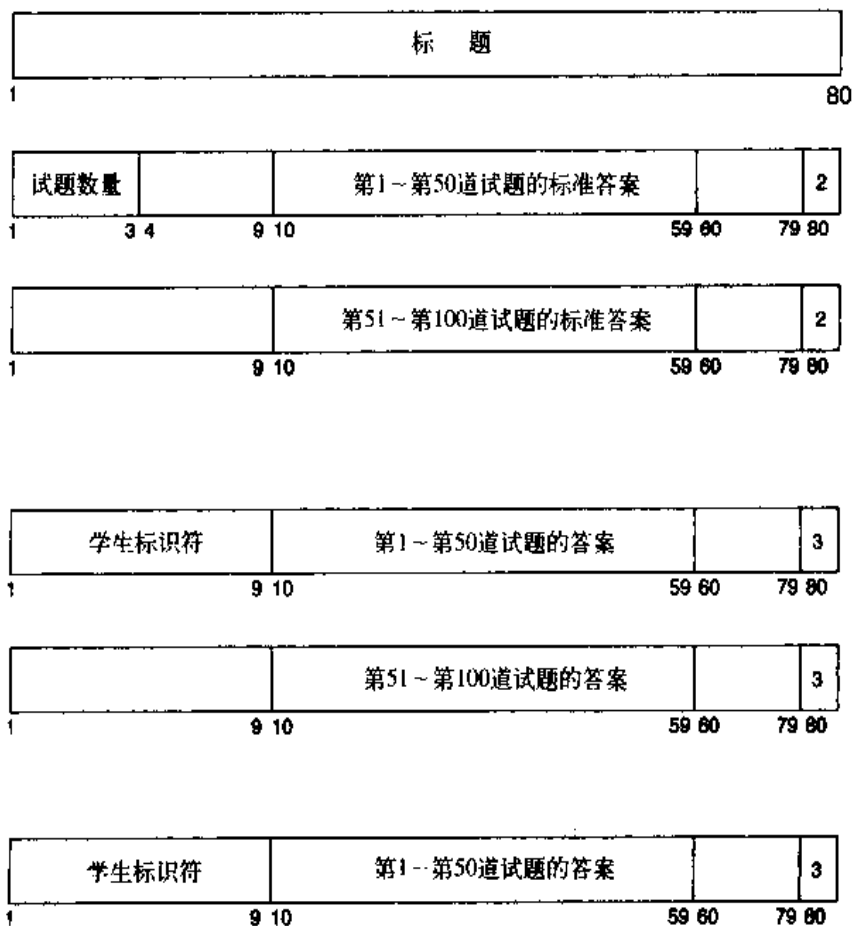 标 题
1 80
试题数量 第1~第50道试题的标准答案 2
1 3 4 9 10 59 60 79 80
第51~第100道试题的标准答案 2
1 9 10 59 60 79 80
学生标识符 第1~第50道试题的答案 3
1 9 10 59 60 79 80
第51~第100道试题的答案 3
1 9 10 59 60 79 80
学生标识符 第1~第50道试题的答案 3
1 9 10 59 60 79 80